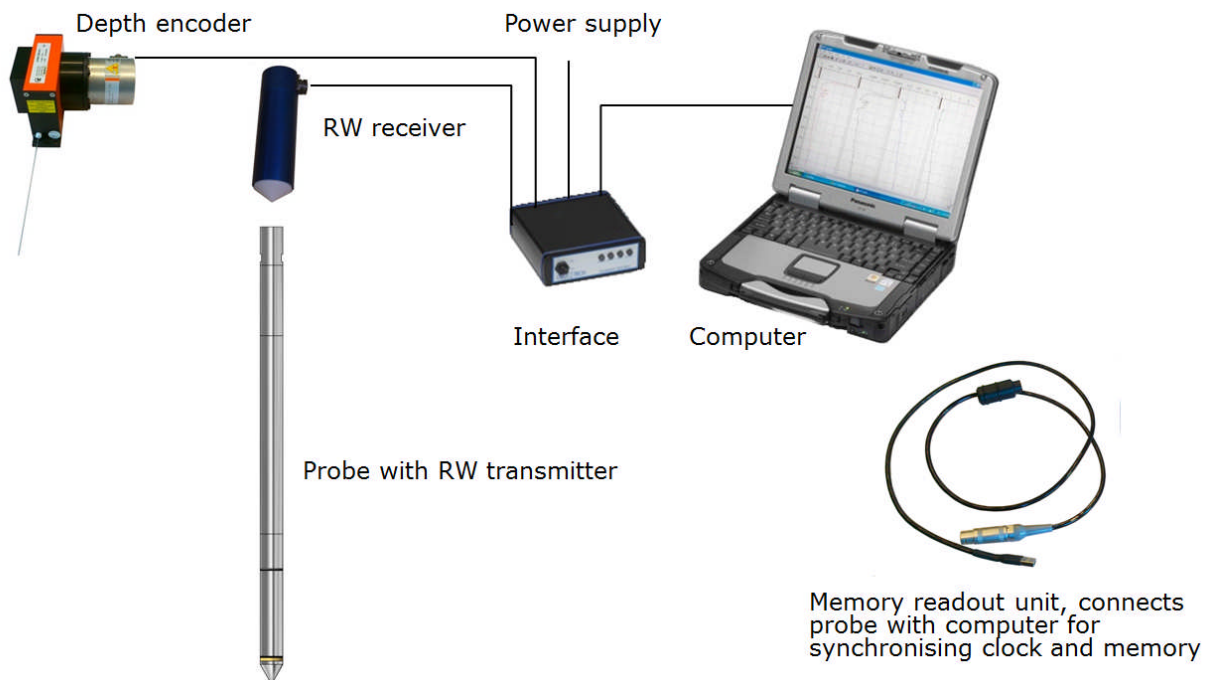 Depth encoder
Power supply
RW receiver
Interface
Computer
Probe with RW transmitter
Memory readout unit, connects
probe with computer for
synchronising clock and memory
Panasonic